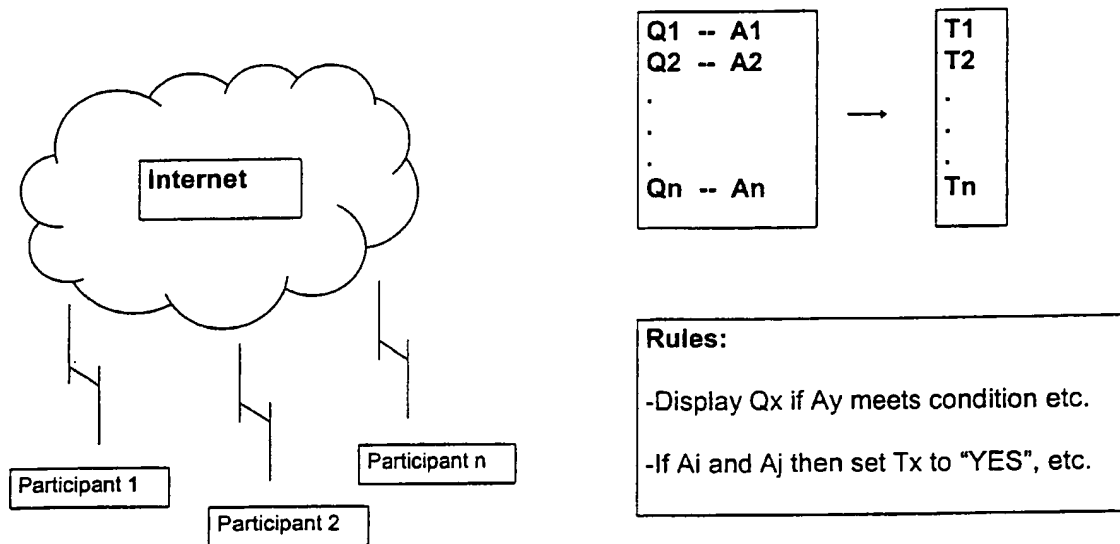 Internet
Participant 1
Participant 2
Participant n
Q1 -- A1
Q2 -- A2
.
.
.
Qn -- An
T1
T2
.
.
.
Tn
Rules:
-Display Qx if Ay meets condition etc.
-If Ai and Aj then set Tx to “YES”, etc.